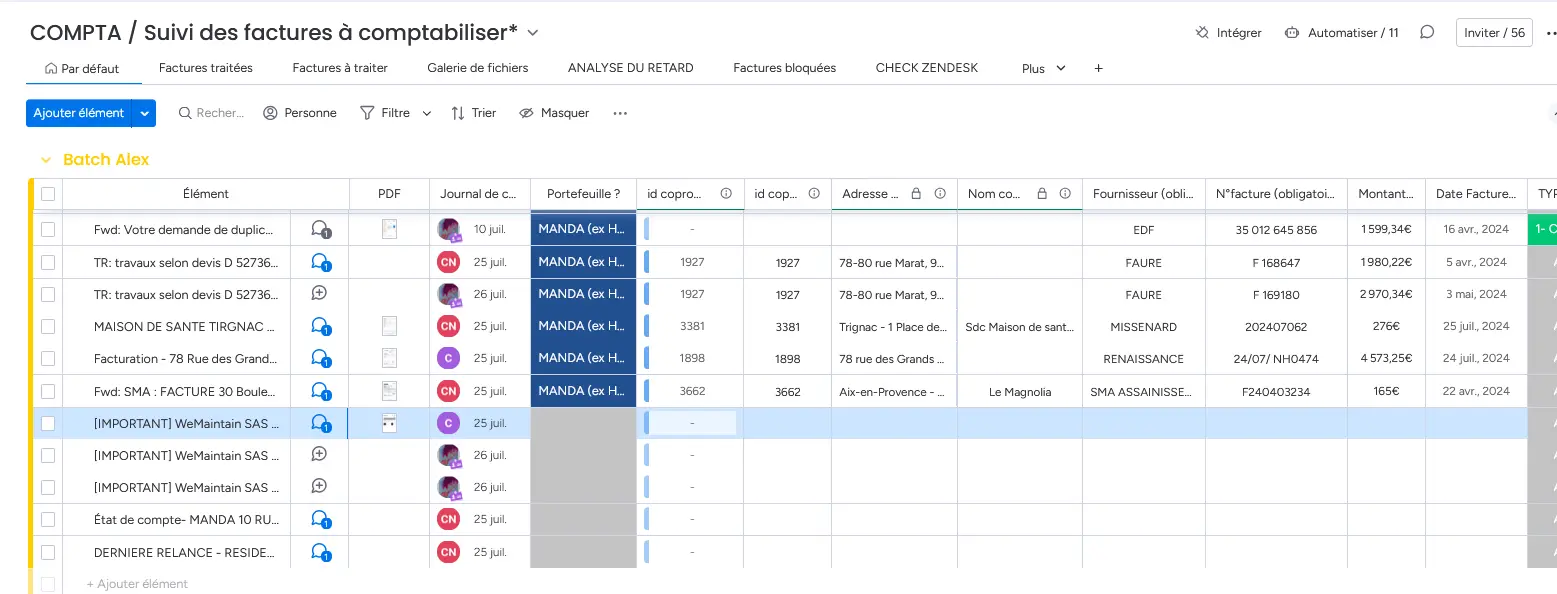 COMPTA / Suivi des factures à comptabiliser*
Intégrer Automatiser / 11 Inviter / 56
Par défaut Factures traitées Factures à traiter Galerie de fichiers ANALYSE DU RETARD Factures bloquées CHECK ZENDESK Plus +
Ajouter élément Recher... Personne Filtre Trier Masquer ...
Batch Alex
Élément PDF Journal de c... Portefeuille ? id copro... id cop... Adresse ... Nom co... Fournisseur (obli... N°facture (obligatoi... Montant... Date Facture... TYP
Fwd: Votre demande de duplic... 1 10 juil. MANDA (ex H... - EDF 35 012 645 856 1 599,34€ 16 avr., 2024 1- C
TR: travaux selon devis D 52736... 1 CN 25 juil. MANDA (ex H... 1927 1927 78-80 rue Marat, 9... FAURE F 168647 1 980,22€ 5 avr., 2024
TR: travaux selon devis D 52736... 26 juil. MANDA (ex H... 1927 1927 78-80 rue Marat, 9... FAURE F 169180 2 970,34€ 3 mai, 2024
MAISON DE SANTE TIRGNAC ... 1 CN 25 juil. MANDA (ex H... 3381 3381 Trignac - 1 Place de... Sdc Maison de sant... MISSENARD 202407062 276€ 25 juil., 2024
Facturation - 78 Rue des Grand... 1 C 25 juil. MANDA (ex H... 1898 1898 78 rue des Grands ... RENAISSANCE 24/07/ NH0474 4 573,25€ 24 juil., 2024
Fwd: SMA : FACTURE 30 Boule... 1 CN 25 juil. MANDA (ex H... 3662 3662 Aix-en-Provence - ... Le Magnolia SMA ASSAINISSE... F240403234 165€ 22 avr., 2024
[IMPORTANT] WeMaintain SAS ... 1 C 25 juil. -
[IMPORTANT] WeMaintain SAS ... 26 juil. -
[IMPORTANT] WeMaintain SAS ... 26 juil. -
État de compte- MANDA 10 RU... 1 CN 25 juil. -
DERNIERE RELANCE - RESIDE... 1 CN 25 juil. -
+ Ajouter élément